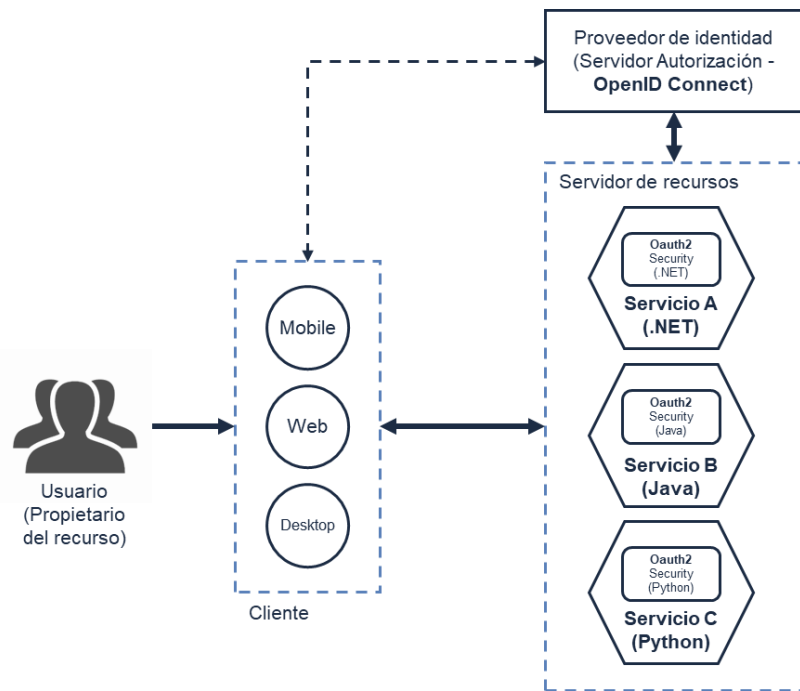 Proveedor de identidad
(Servidor Autorización -
OpenID Connect)
Servidor de recursos
Oauth2
Security
(.NET)
Servicio A
(.NET)
Mobile
Web
Desktop
Cliente
Usuario
(Propietario
del recurso)
Oauth2
Security
(Java)
Servicio B
(Java)
Oauth2
Security
(Python)
Servicio C
(Python)